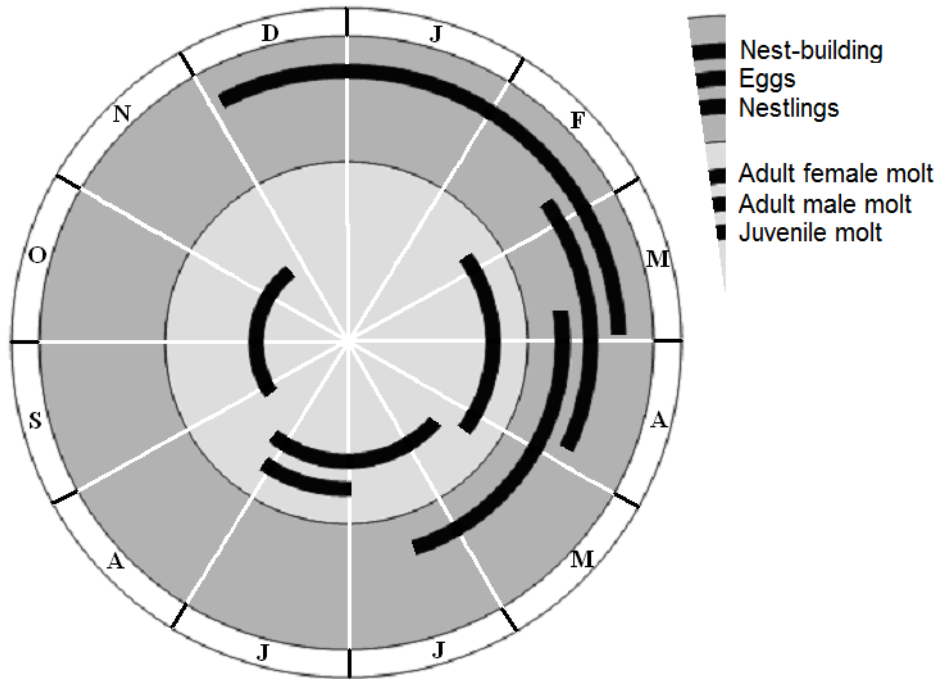 D
J
F
M
A
M
J
J
A
S
O
N
Nest-building
Eggs
Nestlings
Adult female molt
Adult male molt
Juvenile molt